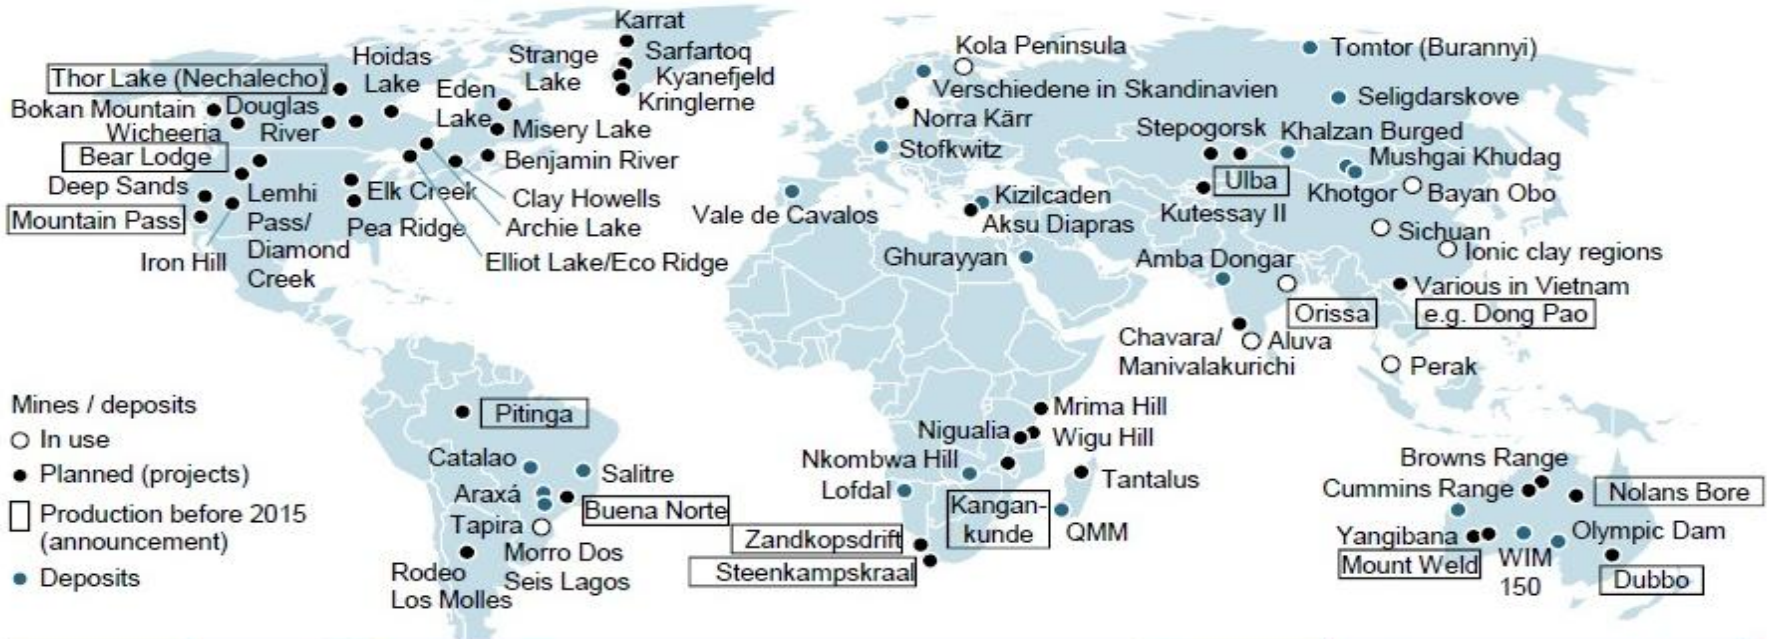 Karrat
Hoidas
Lake
Strange
Lake
Sarfartoq
Kyanefjeld
Kringlerne
Thor Lake (Nechalecho)
Eden
Lake
Bokan Mountain
Douglas
River
Wicheeria
Misery Lake
Bear Lodge
Benjamin River
Deep Sands
Lemhi
Pass/
Diamond
Creek
Elk Creek
Clay Howells
Mountain Pass
Pea Ridge
Archie Lake
Iron Hill
Elliot Lake/Eco Ridge
Kola Peninsula
Verschiedene in Skandinavien
Norra Kärr
Stofkwitz
Vale de Cavalos
Kizilcaden
Aksu Diapras
Ghurayyan
Tomtor (Burannyi)
Seligdarskove
Stepogorsk
Khalzan Burged
Mushgai Khudag
Ulba
Khotgor
Bayan Obo
Kutessay II
Sichuan
Ionic clay regions
Amba Dongar
Various in Vietnam
e.g. Dong Pao
Orissa
Chavara/
Manivalakurichi
Aluva
Perak
Mines / deposits
In use
Planned (projects)
Production before 2015
(announcement)
Deposits
Pitinga
Catalao
Salitre
Araxá
Buena Norte
Tapira
Morro Dos
Seis Lagos
Rodeo
Los Molles
Mrima Hill
Nigualia
Wigu Hill
Nkombwa Hill
Tantalus
Lofdal
Kangan-
kunde
QMM
Zandkopsdrift
Steenkampskraal
Browns Range
Cummins Range
Nolans Bore
Yangibana
Olympic Dam
Mount Weld
WIM
150
Dubbo